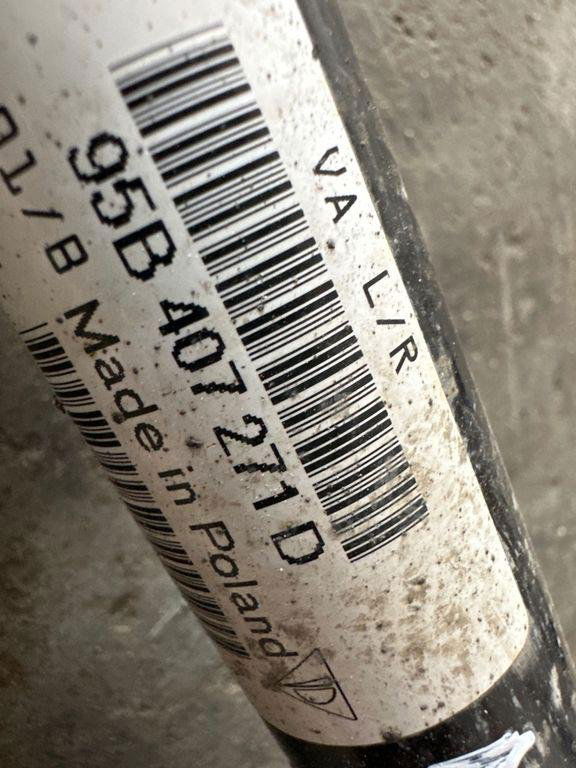 VA L/R
95B 407 271 D
Made in Poland